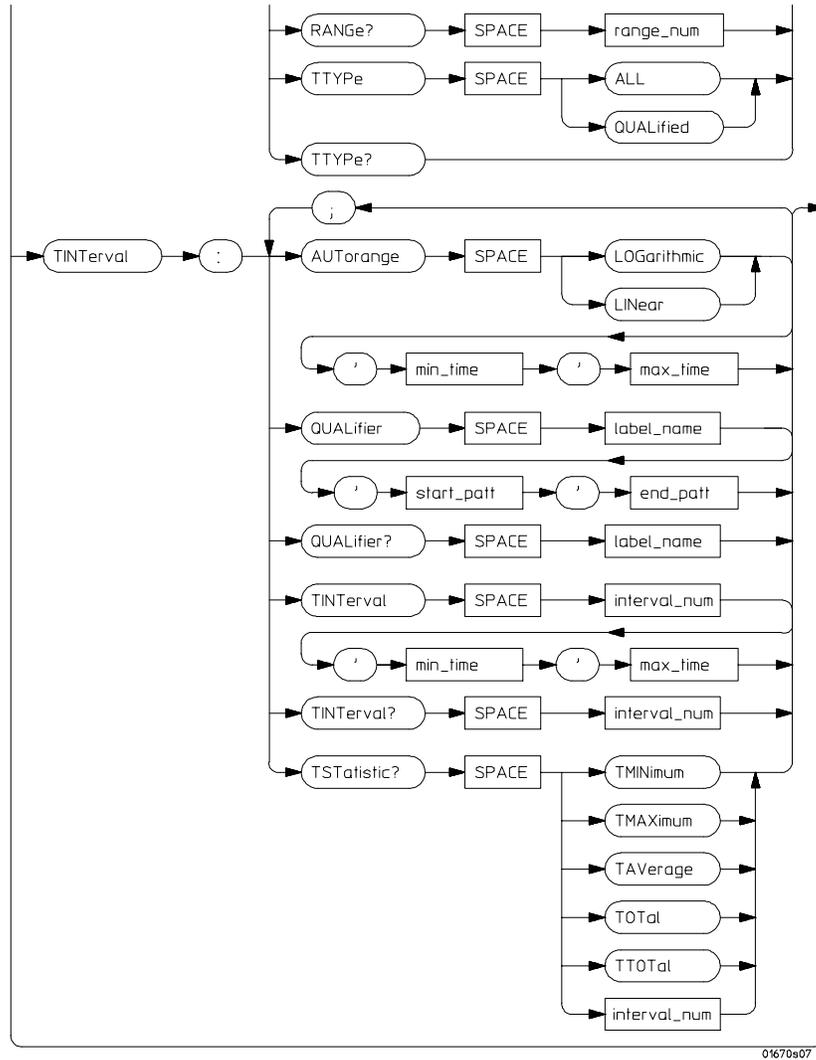 RANGe? SPACE range_num
TTYPe SPACE ALL
QUALified
TTYPe?
;
TINTerval : AUTorange SPACE LOGarithmic
LINear
, min_time , max_time
QUALifier SPACE label_name
, start_patt , end_patt
QUALifier? SPACE label_name
TINTerval SPACE interval_num
, min_time , max_time
TINTerval? SPACE interval_num
TSTatistic? SPACE TMINimum
TMAXimum
TAVerage
TOTal
TTOTal
interval_num
01670s07